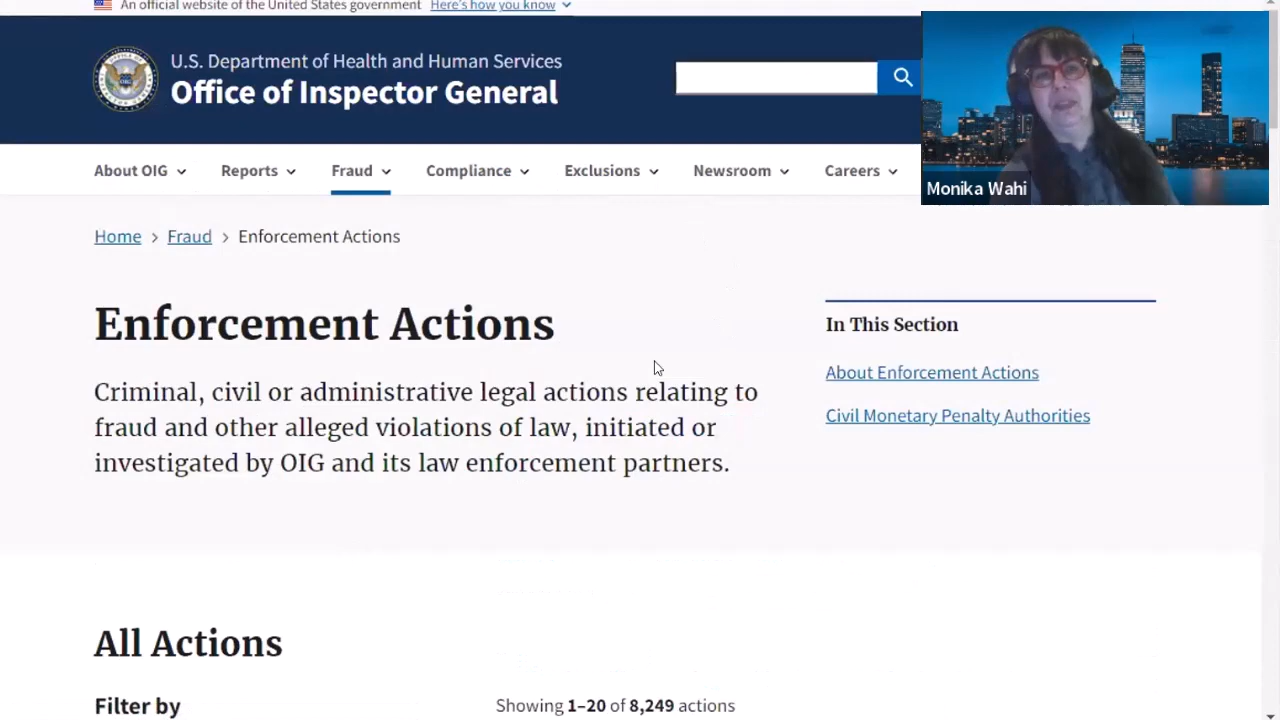 An official website of the United States government Here's how you know
U.S. Department of Health and Human Services
Office of Inspector General
About OIG
Reports
Fraud
Compliance
Exclusions
Newsroom
Careers
Monika Wahi
Home > Fraud > Enforcement Actions
Enforcement Actions
Criminal, civil or administrative legal actions relating to
fraud and other alleged violations of law, initiated or
investigated by OIG and its law enforcement partners.
In This Section
About Enforcement Actions
Civil Monetary Penalty Authorities
All Actions
Filter by
Showing 1–20 of 8,249 actions